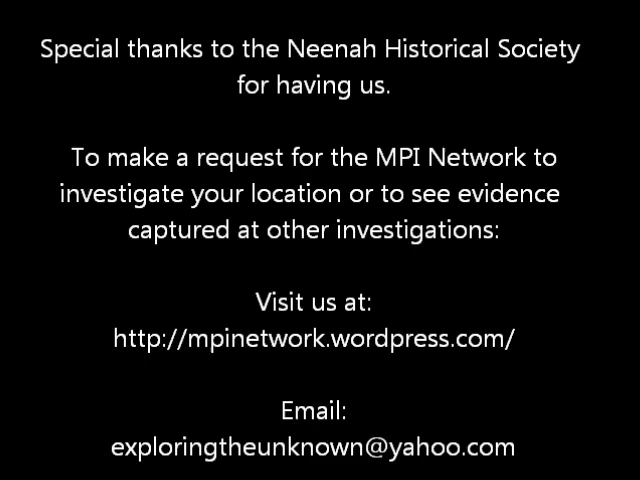 Special thanks to the Neenah Historical Society
for having us.
To make a request for the MPI Network to
investigate your location or to see evidence
captured at other investigations:
Visit us at:
http://mpinetwork.wordpress.com/
Email:
exploringtheunknown@yahoo.com